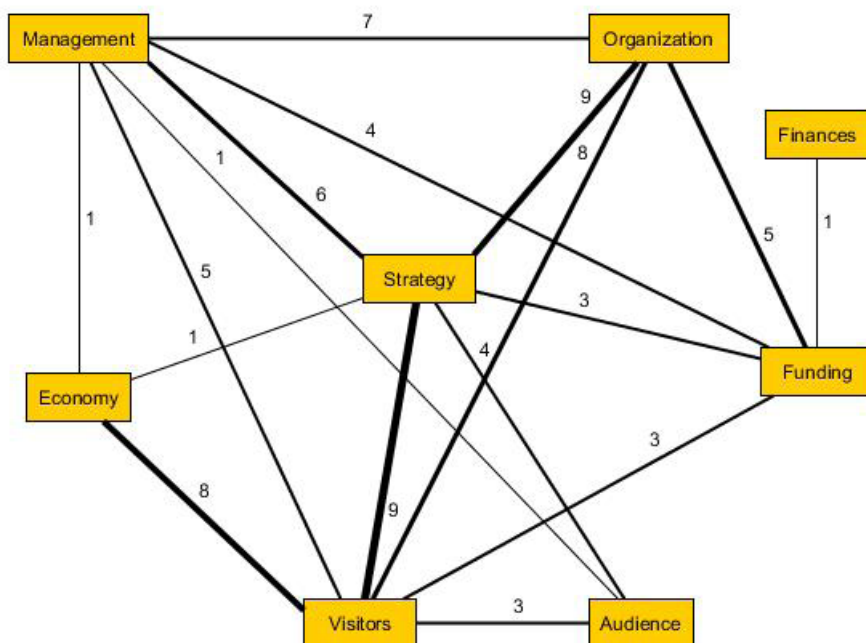 7
Management
Organization
9
4
8
Finances
1
6
1
1
5
5
Strategy
3
1
4
Funding
Economy
3
8
9
3
Visitors
Audience